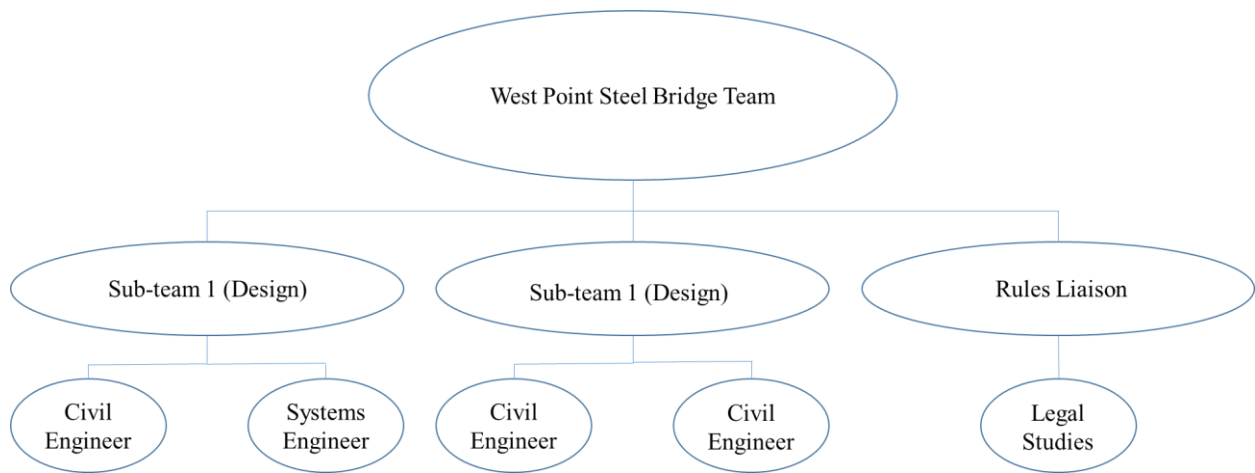 West Point Steel Bridge Team
Sub-team 1 (Design)
Sub-team 1 (Design)
Rules Liaison
Civil
Engineer
Systems
Engineer
Civil
Engineer
Civil
Engineer
Legal
Studies